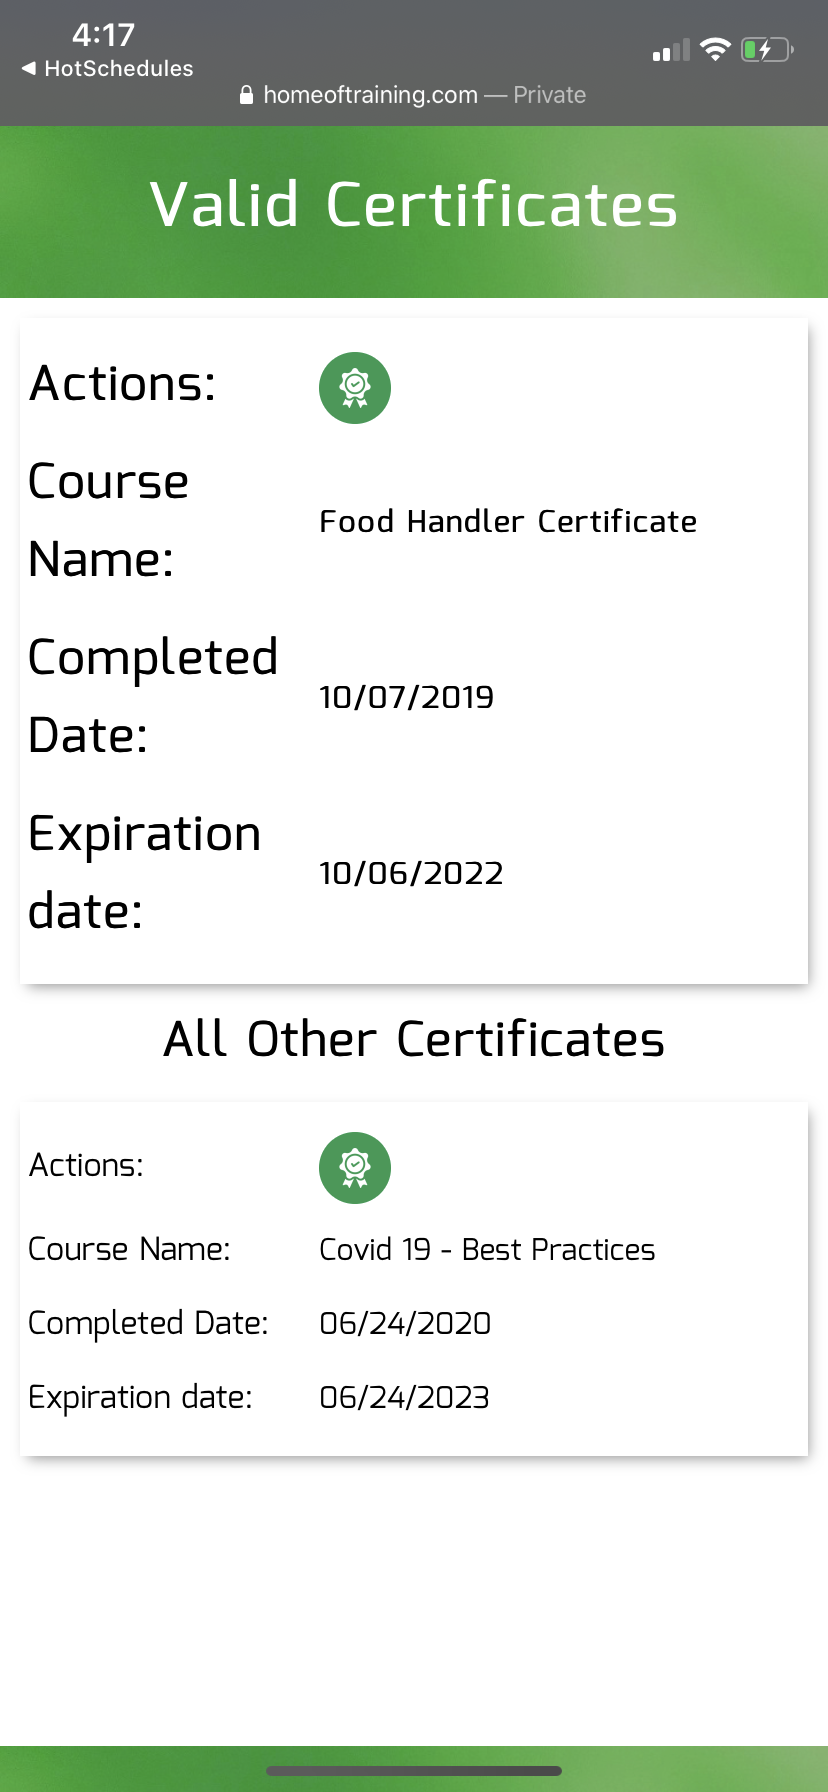 4:17
◀ HotSchedules
homeoftraining.com — Private
Valid Certificates
Actions:
Course
Name:
Food Handler Certificate
Completed
Date:
10/07/2019
Expiration
date:
10/06/2022
All Other Certificates
Actions:
Course Name: Covid 19 - Best Practices
Completed Date: 06/24/2020
Expiration date: 06/24/2023